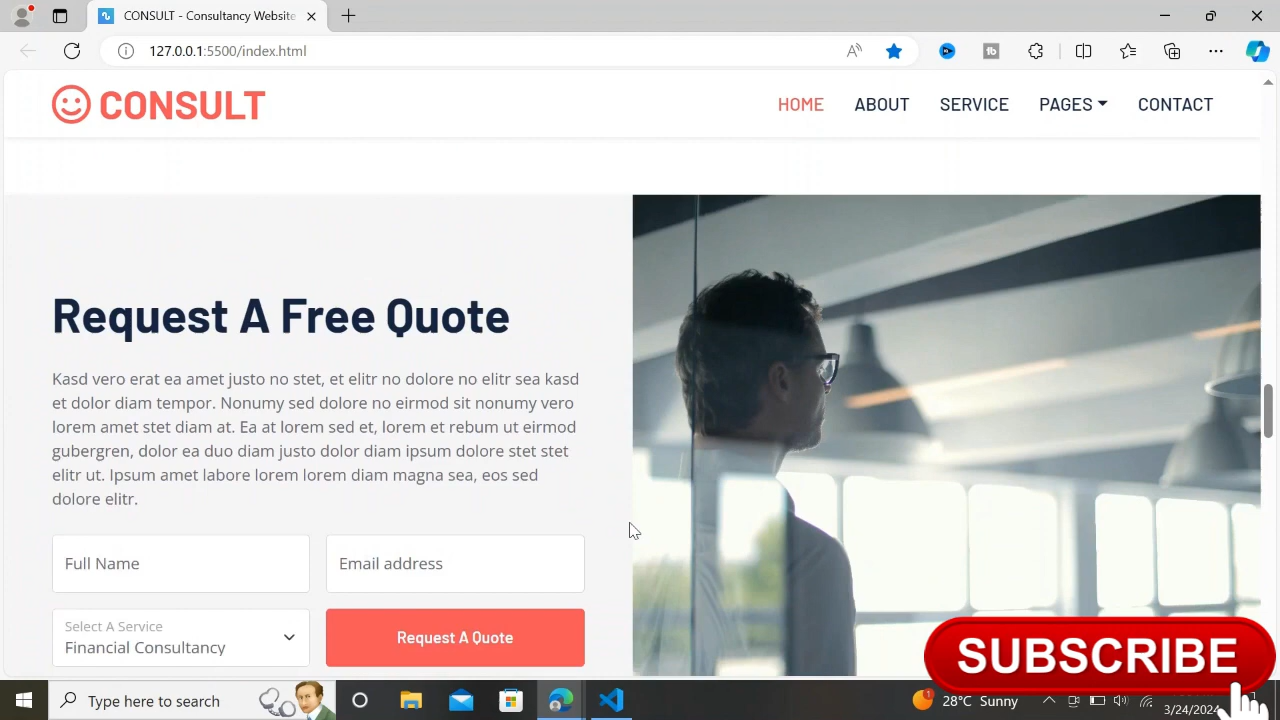 CONSULT - Consultancy Website
127.0.0.1:5500/index.html
CONSULT
HOME
ABOUT
SERVICE
PAGES
CONTACT
Request A Free Quote
Kasd vero erat ea amet justo no stet, et elitr no dolore no elitr sea kasd
et dolor diam tempor. Nonumy sed dolore no eirmod sit nonumy vero
lorem amet stet diam at. Ea at lorem sed et, lorem et rebum ut eirmod
gubergren, dolor ea duo diam justo dolor diam ipsum dolore stet stet
elitr ut. Ipsum amet labore lorem lorem diam magna sea, eos sed
dolore elitr.
Full Name
Email address
Select A Service
Financial Consultancy
Request A Quote
SUBSCRIBE
Type here to search
1
28°C Sunny
3/24/2024